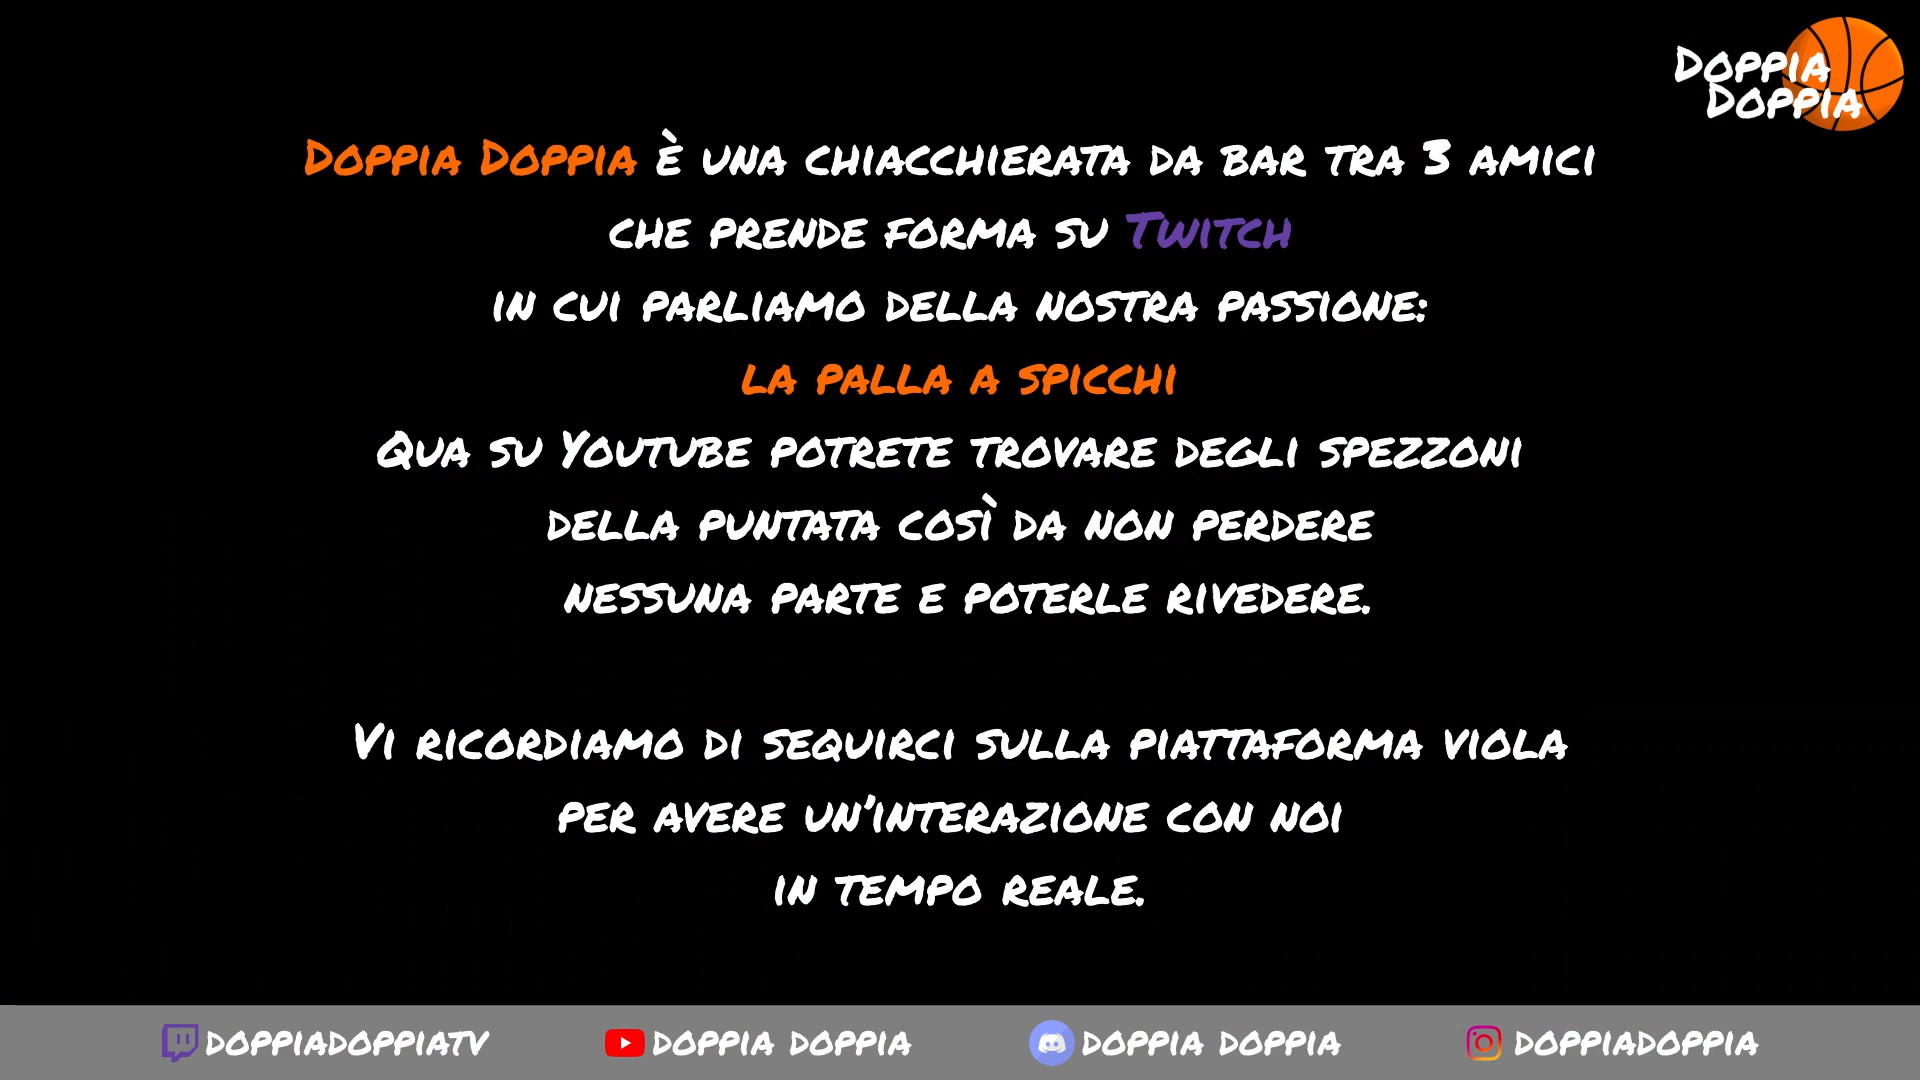 Doppia
Doppia
Doppia Doppia è una chiacchierata da bar tra 3 amici
che prende forma su Twitch
in cui parliamo della nostra passione:
la palla a spicchi
Qua su Youtube potrete trovare degli spezzoni
della puntata così da non perdere
nessuna parte e poterle rivedere.
Vi ricordiamo di seguirci sulla piattaforma viola
per avere un'interazione con noi
in tempo reale.
doppiadoppiatv
doppia doppia
doppia doppia
doppiadoppia